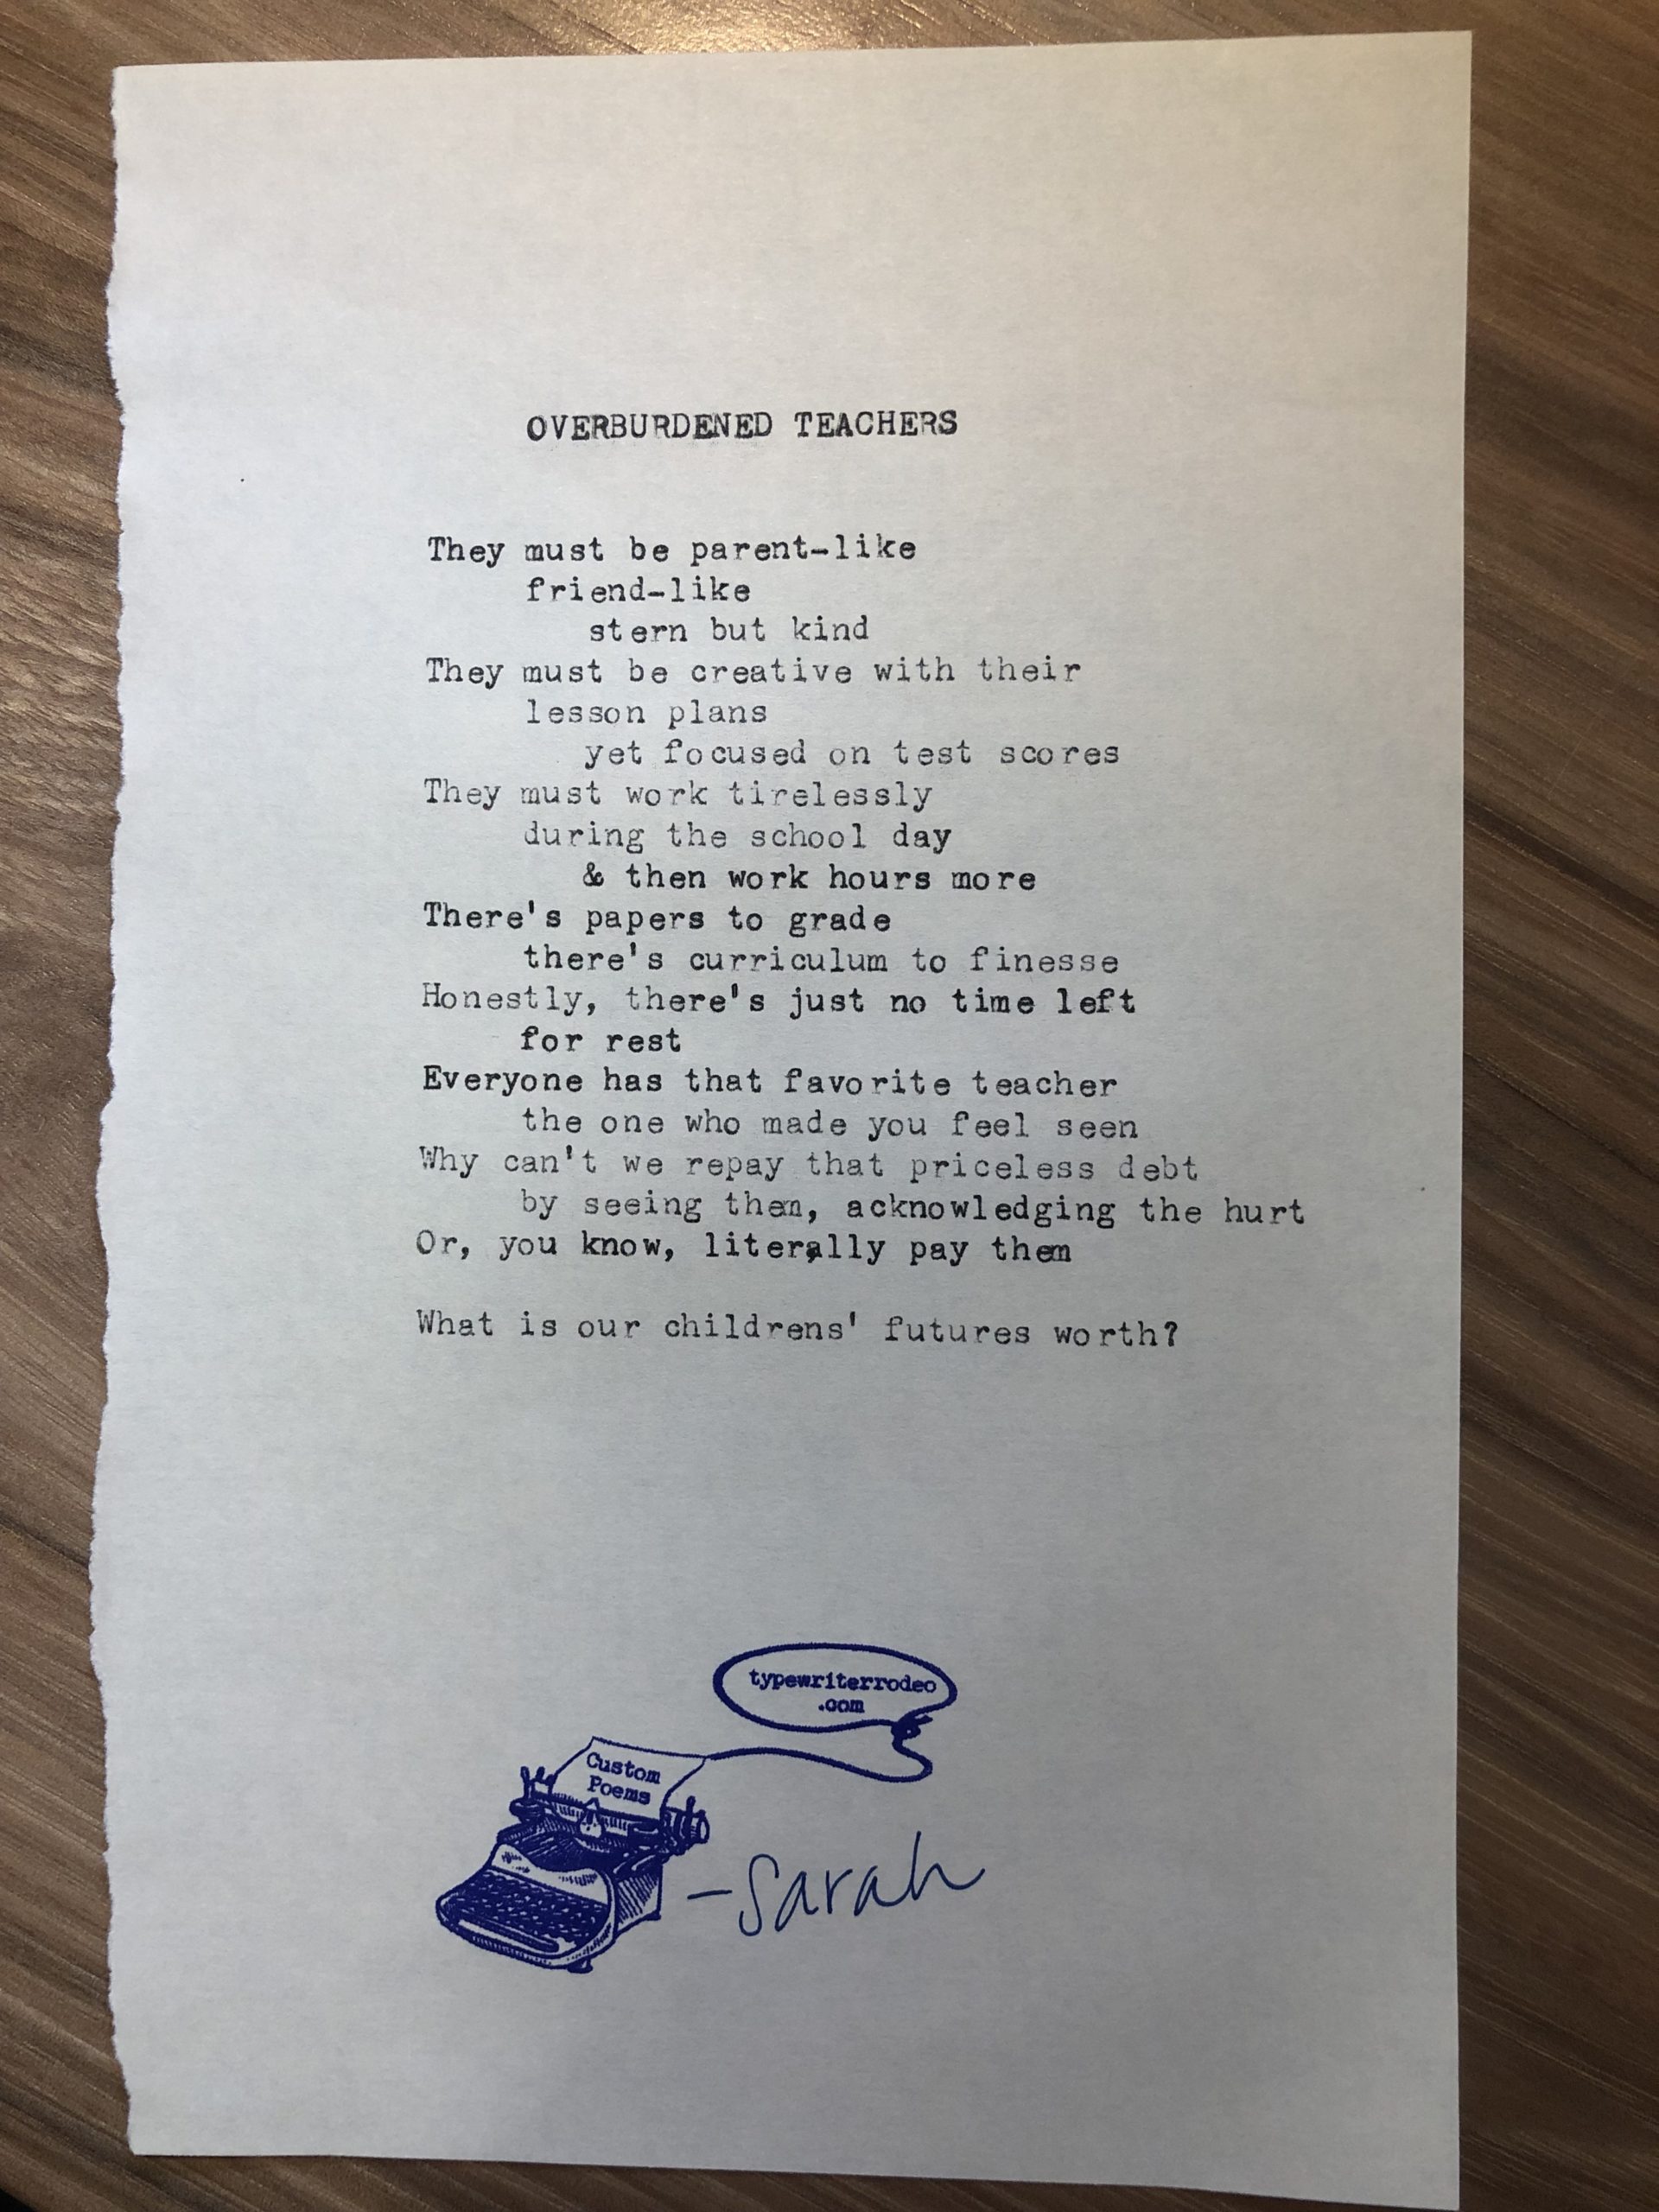 OVERBURDENED TEACHERS
They must be parent-like
friend-like
stern but kind
They must be creative with their
lesson plans
yet focused on test scores
They must work tirelessly
during the school day
& then work hours more
There's papers to grade
there's curriculum to finesse
Honestly, there's just no time left
for rest
Everyone has that favorite teacher
the one who made you feel seen
Why can't we repay that priceless debt
by seeing them, acknowledging the hurt
Or, you know, literally pay them
What is our childrens' futures worth?
typewriterrodeo
.com
Custom
Poems
-Sarah